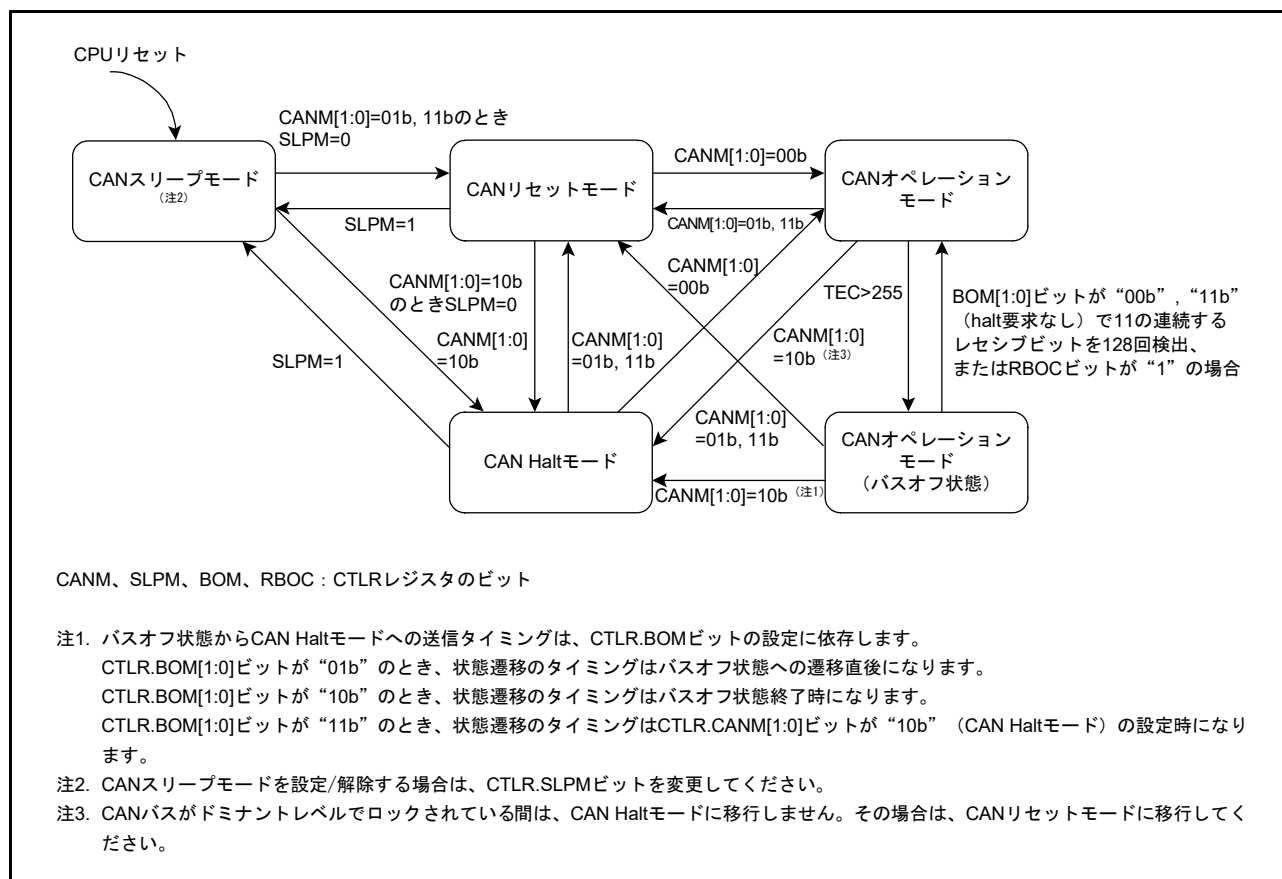 CPUリセット
CANM[1:0]=01b, 11bのとき
SLPM=0
CANM[1:0]=00b
CANスリープモード
(注2)
CANリセットモード
CANオペレーション
モード
SLPM=1
CANM[1:0]=01b, 11b
CANM[1:0]=10b
のときSLPM=0
CANM[1:0]
=00b
TEC>255
BOM[1:0]ビットが“00b”, “11b”
（halt要求なし）で11の連続する
レセシブビットを128回検出、
またはRBOCビットが“1”の場合
SLPM=1
CANM[1:0]
=10b
CANM[1:0]
=01b, 11b
CANM[1:0]
=10b (注3)
CANM[1:0]
=01b, 11b
CAN Haltモード
CANオペレーション
モード
（バスオフ状態）
CANM[1:0]=10b (注1)
CANM、SLPM、BOM、RBOC：CTLRレジスタのビット
注1. バスオフ状態からCAN Haltモードへの送信タイミングは、CTLR.BOMビットの設定に依存します。
CTLR.BOM[1:0]ビットが“01b”のとき、状態遷移のタイミングはバスオフ状態への遷移直後になります。
CTLR.BOM[1:0]ビットが“10b”のとき、状態遷移のタイミングはバスオフ状態終了時になります。
CTLR.BOM[1:0]ビットが“11b”のとき、状態遷移のタイミングはCTLR.CANM[1:0]ビットが“10b”（CAN Haltモード）の設定時になり
ます。
注2. CANスリープモードを設定/解除する場合は、CTLR.SLPMビットを変更してください。
注3. CANバスがドミナントレベルでロックされている間は、CAN Haltモードに移行しません。その場合は、CANリセットモードに移行してく
ださい。